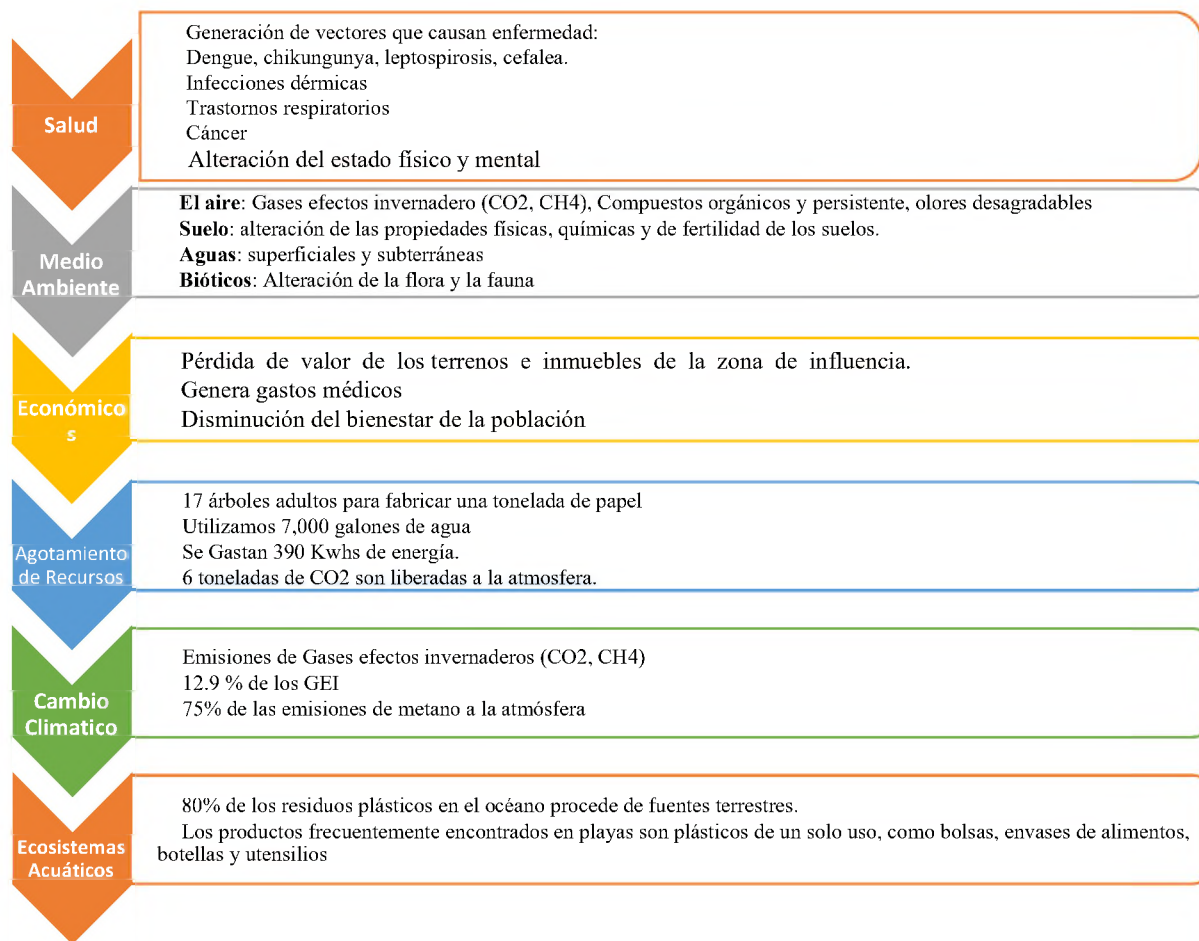 Salud
Generación de vectores que causan enfermedad:
Dengue, chikungunya, leptospirosis, cefalea.
Infecciones dérmicas
Trastornos respiratorios
Cáncer
Alteración del estado físico y mental
Medio
Ambiente
El aire: Gases efectos invernadero (CO2, CH4), Compuestos orgánicos y persistente, olores desagradables
Suelo: alteración de las propiedades físicas, químicas y de fertilidad de los suelos.
Aguas: superficiales y subterráneas
Bióticos: Alteración de la flora y la fauna
Económico
s
Pérdida de valor de los terrenos e inmuebles de la zona de influencia.
Genera gastos médicos
Disminución del bienestar de la población
Agotamiento
de Recursos
17 árboles adultos para fabricar una tonelada de papel
Utilizamos 7,000 galones de agua
Se Gastan 390 Kwhs de energía.
6 toneladas de CO2 son liberadas a la atmosfera.
Cambio
Climatico
Emisiones de Gases efectos invernaderos (CO2, CH4)
12.9 % de los GEI
75% de las emisiones de metano a la atmósfera
Ecosistemas
Acuáticos
80% de los residuos plásticos en el océano procede de fuentes terrestres.
Los productos frecuentemente encontrados en playas son plásticos de un solo uso, como bolsas, envases de alimentos,
botellas y utensilios